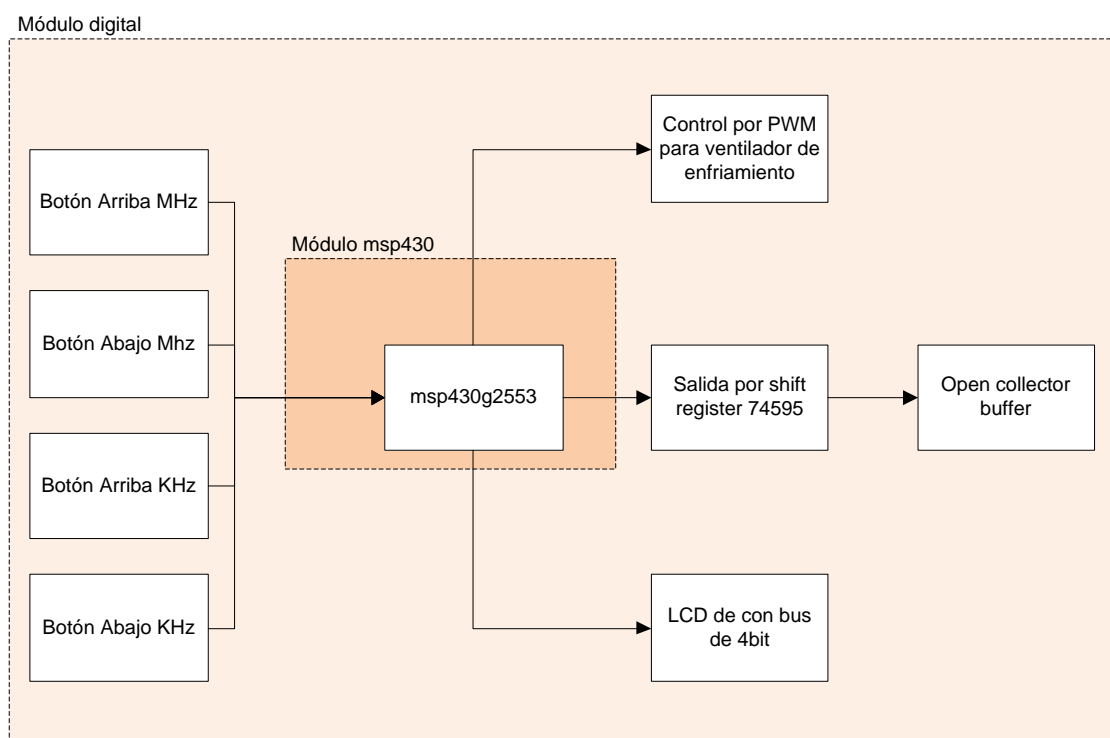 Módulo digital
Control por PWM
para ventilador de
enfriamiento
Botón Arriba MHz
Módulo msp430
Botón Abajo Mhz
msp430g2553
Salida por shift
register 74595
Open collector
buffer
Botón Arriba KHz
Botón Abajo KHz
LCD de con bus
de 4bit